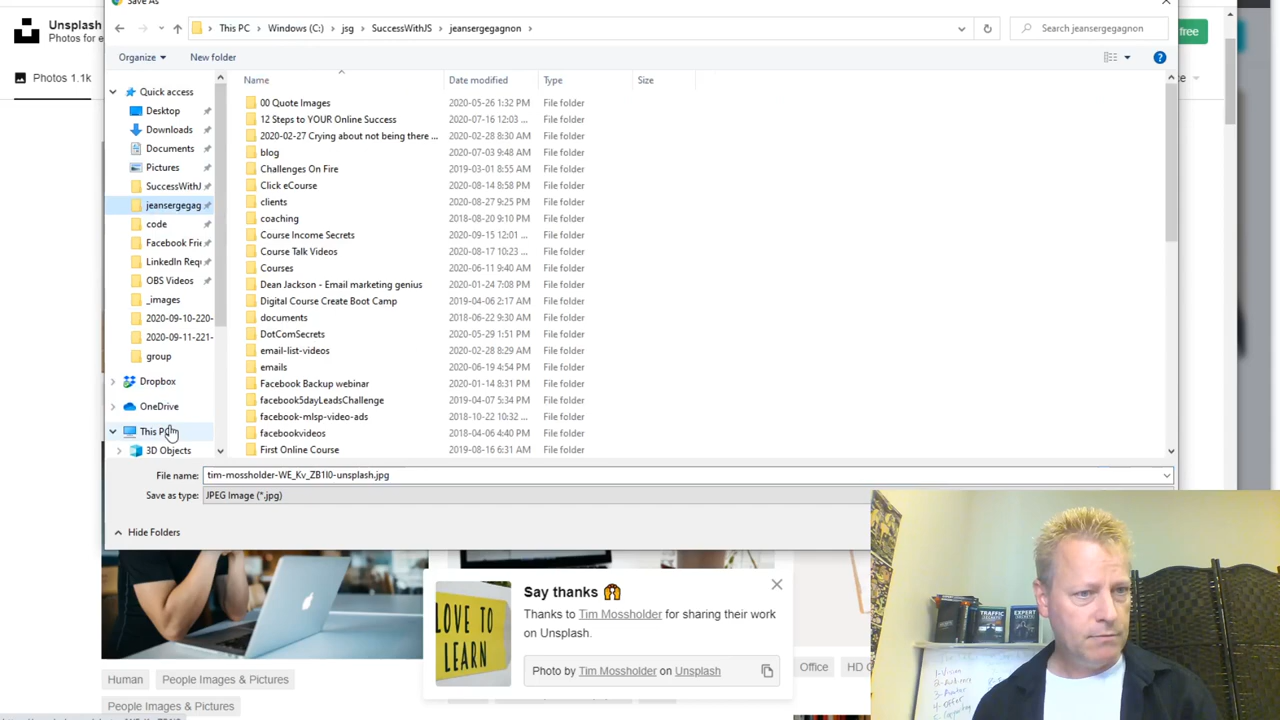 Save As
Unsplash
Photos for e
free
This PC > Windows (C:) > jsg > SuccessWithJS > jeansergegagnon >
Search jeansergegagnon
Organize
New folder
Photos 1.1k
Name Date modified Type Size
Quick access
Desktop
Downloads
Documents
Pictures
SuccessWithJ
jeansergegag
code
Facebook Frie
LinkedIn Requ
OBS Videos
_images
2020-09-10-220-
2020-09-11-221-
group
Dropbox
OneDrive
This PC
3D Objects
00 Quote Images 2020-05-26 1:32 PM File folder
12 Steps to YOUR Online Success 2020-07-16 12:03 ... File folder
2020-02-27 Crying about not being there ... 2020-02-28 8:30 AM File folder
blog 2020-07-03 9:48 AM File folder
Challenges On Fire 2019-03-01 8:55 AM File folder
Click eCourse 2020-08-14 8:58 PM File folder
clients 2020-08-27 9:25 PM File folder
coaching 2018-08-20 9:10 PM File folder
Course Income Secrets 2020-09-15 12:01 ... File folder
Course Talk Videos 2020-08-17 10:23 ... File folder
Courses 2020-06-11 9:40 AM File folder
Dean Jackson - Email marketing genius 2020-01-24 7:08 PM File folder
Digital Course Create Boot Camp 2019-04-06 2:17 AM File folder
documents 2018-06-22 9:30 AM File folder
DotComSecrets 2020-05-29 1:51 PM File folder
email-list-videos 2020-02-28 8:29 AM File folder
emails 2020-06-19 4:54 PM File folder
Facebook Backup webinar 2020-01-14 8:31 PM File folder
facebook5dayLeadsChallenge 2019-04-07 5:34 PM File folder
facebook-mlsp-video-ads 2018-10-22 10:32 ... File folder
facebookvideos 2018-04-06 4:40 PM File folder
First Online Course 2019-08-16 6:31 AM File folder
File name: tim-mossholder-WE_Kv_ZB1l0-unsplash.jpg
Save as type: JPEG Image (*.jpg)
Hide Folders
LOVE TO
LEARN
Say thanks
Thanks to Tim Mossholder for sharing their work
on Unsplash.
Photo by Tim Mossholder on Unsplash
Office
HD
Human
People Images & Pictures
People Images & Pictures
TRAFFIC
SECRETS
EXPERT
SECRETS